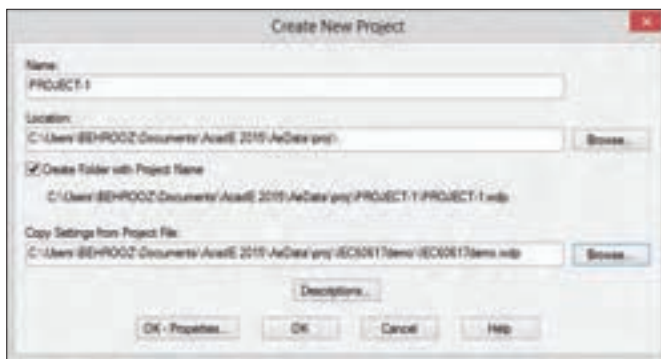 Create New Project
Name:
PROJECT-1
Location:
C:\Users\BEHROOZ\Documents\AcadE 2015\AeData\proj\
Browse...
Create Folder with Project Name
C:\Users\BEHROOZ\Documents\AcadE 2015\AeData\proj\PROJECT-1\PROJECT-1.wdp
Copy Settings from Project File:
C:\Users\BEHROOZ\Documents\AcadE 2015\AeData\proj\IEC60617demo\IEC60617demo.wdp
Browse...
Descriptions...
OK - Properties...
OK
Cancel
Help